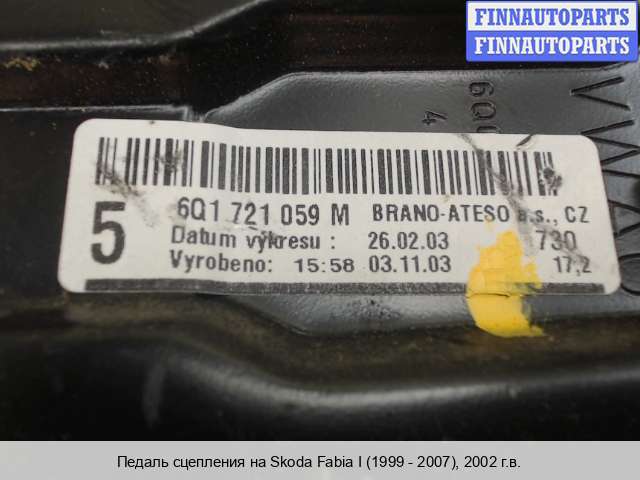 FINNAUTOPARTS
FINNAUTOPARTS
5
6Q1 721 059 M BRANO-ATESO a.s., CZ
Datum výkresu : 26.02.03 730
Vyrobeno: 15:58 03.11.03 17,2
Педаль сцепления на Skoda Fabia I (1999 - 2007), 2002 г.в.